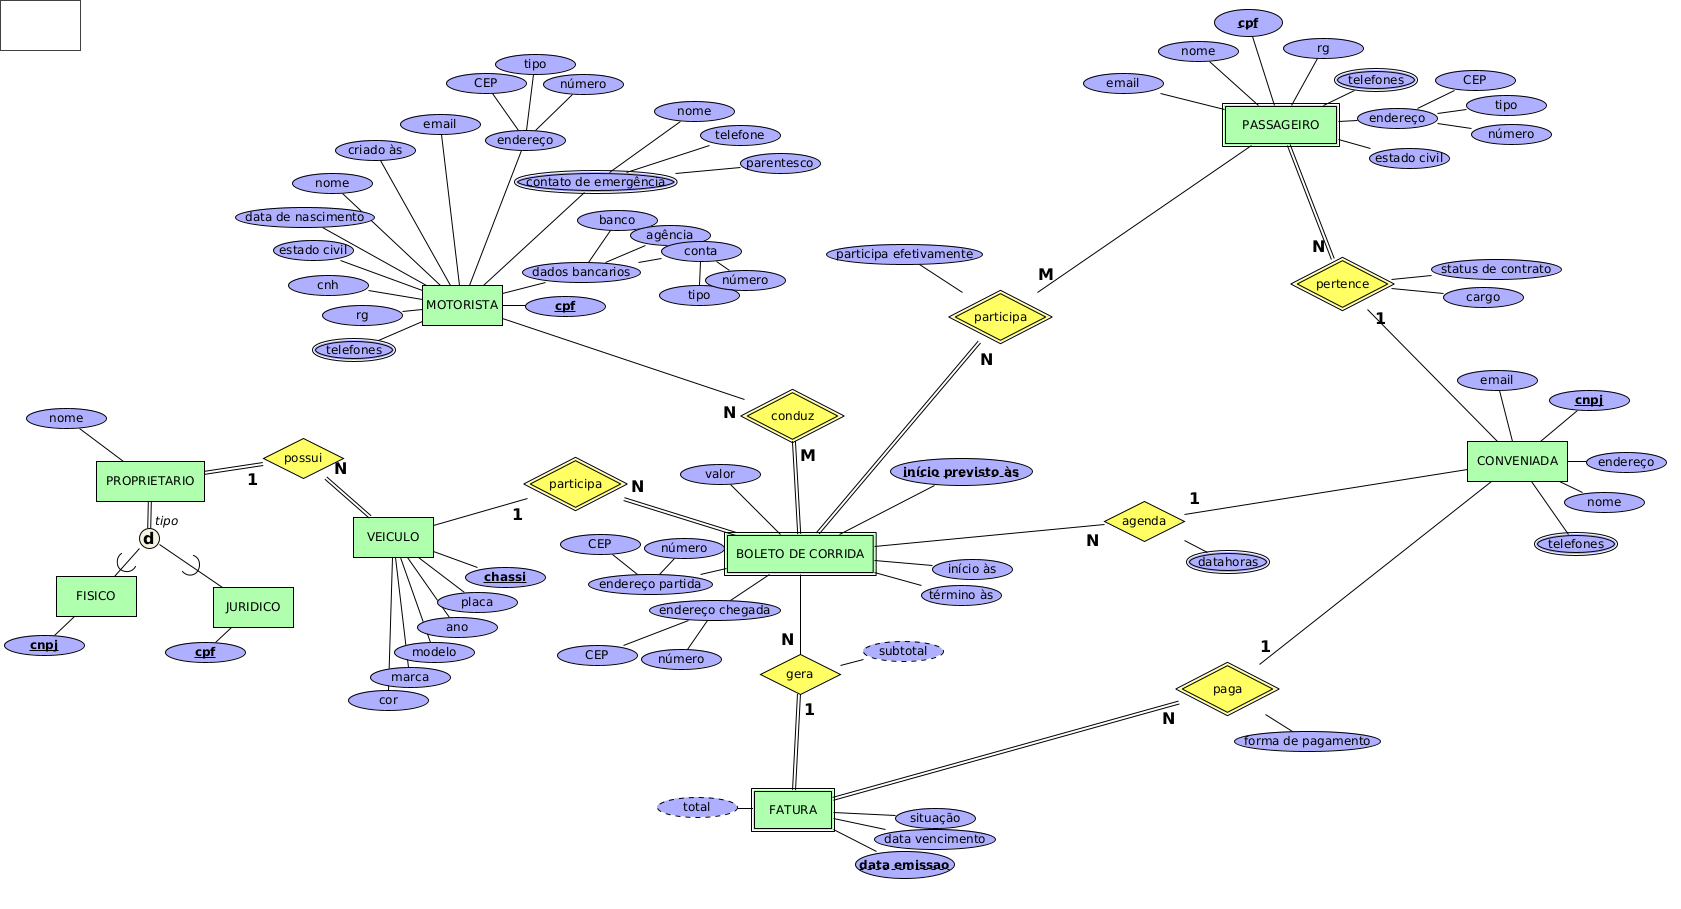 cpf
nome
rg
email
telefones
CEP
endereço
tipo
número
PASSAGEIRO
estado civil
tipo
CEP
número
email
endereço
nome
telefone
criado às
parentesco
nome
contato de emergência
data de nascimento
banco
agência
estado civil
conta
dados bancarios
cnh
número
tipo
MOTORISTA
cpf
rg
telefones
participa efetivamente
M
participa
N
N
pertence
status de contrato
cargo
1
conduz
N
M
email
cnpj
CONVENIADA
endereço
nome
telefones
nome
PROPRIETARIO
possui
1
N
tipo
d
FISICO
JURIDICO
cnpj
cpf
VEICULO
participa
1
N
chassi
placa
ano
modelo
marca
cor
valor
início previsto às
BOLETO DE CORRIDA
CEP
número
endereço partida
endereço chegada
CEP
número
início às
término às
agenda
1
N
datahoras
N
gera
subtotal
1
1
paga
N
forma de pagamento
total
FATURA
situação
data vencimento
data emissao